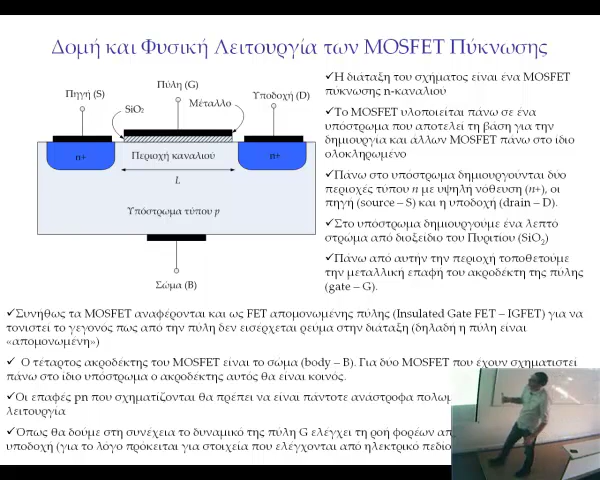 Δομή και Φυσική Λειτουργία των MOSFET Πύκνωσης
Πηγή (S)
SiO2
Πύλη (G)
Μέταλλο
Υποδοχή (D)
n+
Περιοχή καναλιού
n+
L
Υπόστρωμα τύπου p
Σώμα (B)
✓Η διάταξη του σχήματος είναι ένα MOSFET
πύκνωσης n-καναλιού
✓Το MOSFET υλοποιείται πάνω σε ένα
υπόστρωμα που αποτελεί τη βάση για την
δημιουργία και άλλων MOSFET πάνω στο ίδιο
ολοκληρωμένο
✓Πάνω στο υπόστρωμα δημιουργούνται δύο
περιοχές τύπου n με υψηλή νόθευση (n+), οι
πηγή (source – S) και η υποδοχή (drain – D).
✓Στο υπόστρωμα δημιουργούμε ένα λεπτό
στρώμα από διοξείδιο του Πυριτίου (SiO2)
✓Πάνω από αυτήν την περιοχή τοποθετούμε
την μεταλλική επαφή του ακροδέκτη της πύλης
(gate – G).
✓Συνήθως τα MOSFET αναφέρονται και ως FET απομονωμένης πύλης (Insulated Gate FET – IGFET) για να
τονιστεί το γεγονός πως από την πύλη δεν εισέρχεται ρεύμα στην διάταξη (δηλαδή η πύλη είναι
«απομονωμένη»)
✓ Ο τέταρτος ακροδέκτης του MOSFET είναι το σώμα (body – B). Για δύο MOSFET που έχουν σχηματιστεί
πάνω στο ίδιο υπόστρωμα ο ακροδέκτης αυτός θα είναι κοινός.
✓Οι επαφές pn που σχηματίζονται θα πρέπει να είναι πάντοτε ανάστροφα πολωμ
λειτουργία
✓Όπως θα δούμε στη συνέχεια το δυναμικό της πύλη G ελέγχει τη ροή φορέων απ
υποδοχή (για το λόγο πρόκειται για στοιχεία που ελέγχονται από ηλεκτρικό πεδίο